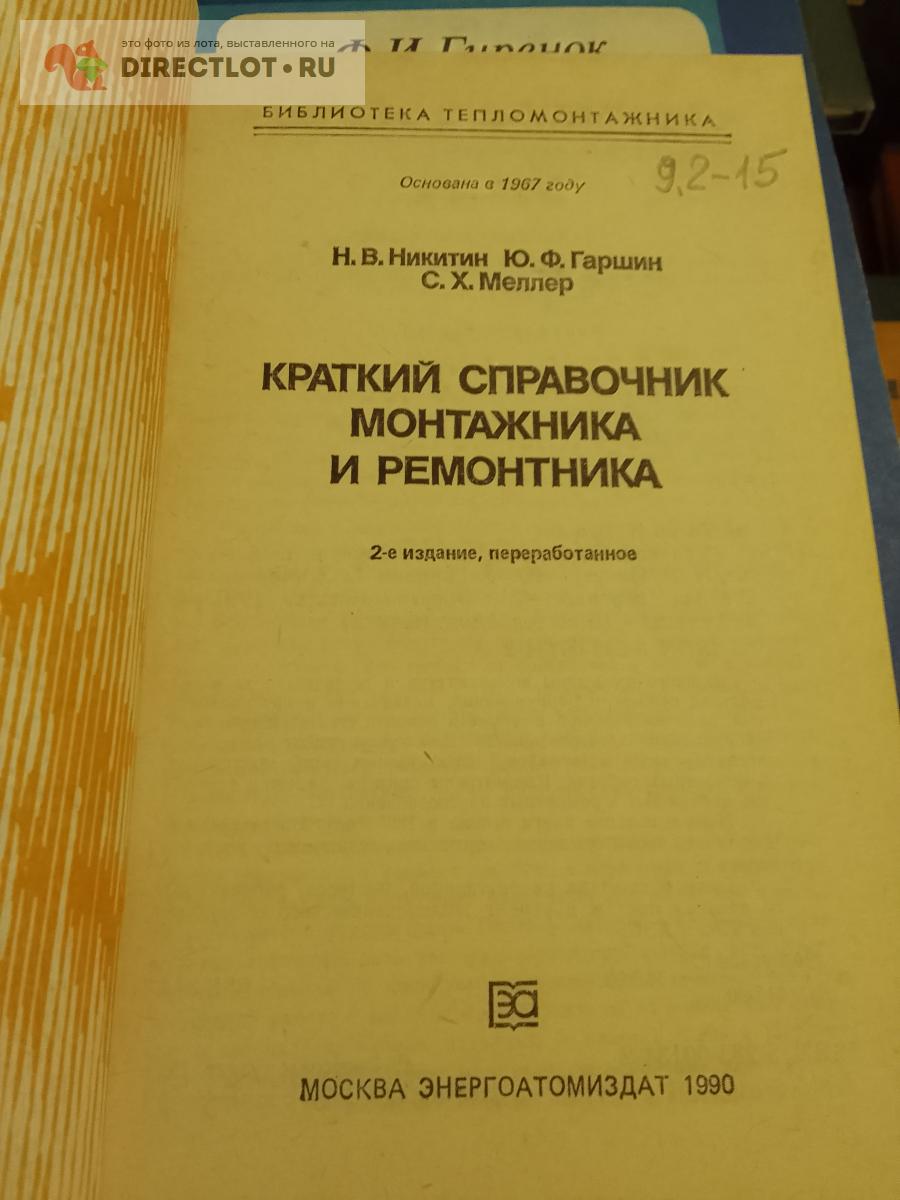 это фото из лота, выставленного на
DIRECTLOT.RU
Ф.И.Гиренок
БИБЛИОТЕКА ТЕПЛОМОНТАЖНИКА
Основана в 1967 году
9,2-15
Н. В. Никитин Ю. Ф. Гаршин
С. Х. Меллер
КРАТКИЙ СПРАВОЧНИК
МОНТАЖНИКА
И РЕМОНТНИКА
2-е издание, переработанное
ЭА
МОСКВА ЭНЕРГОАТОМИЗДАТ 1990